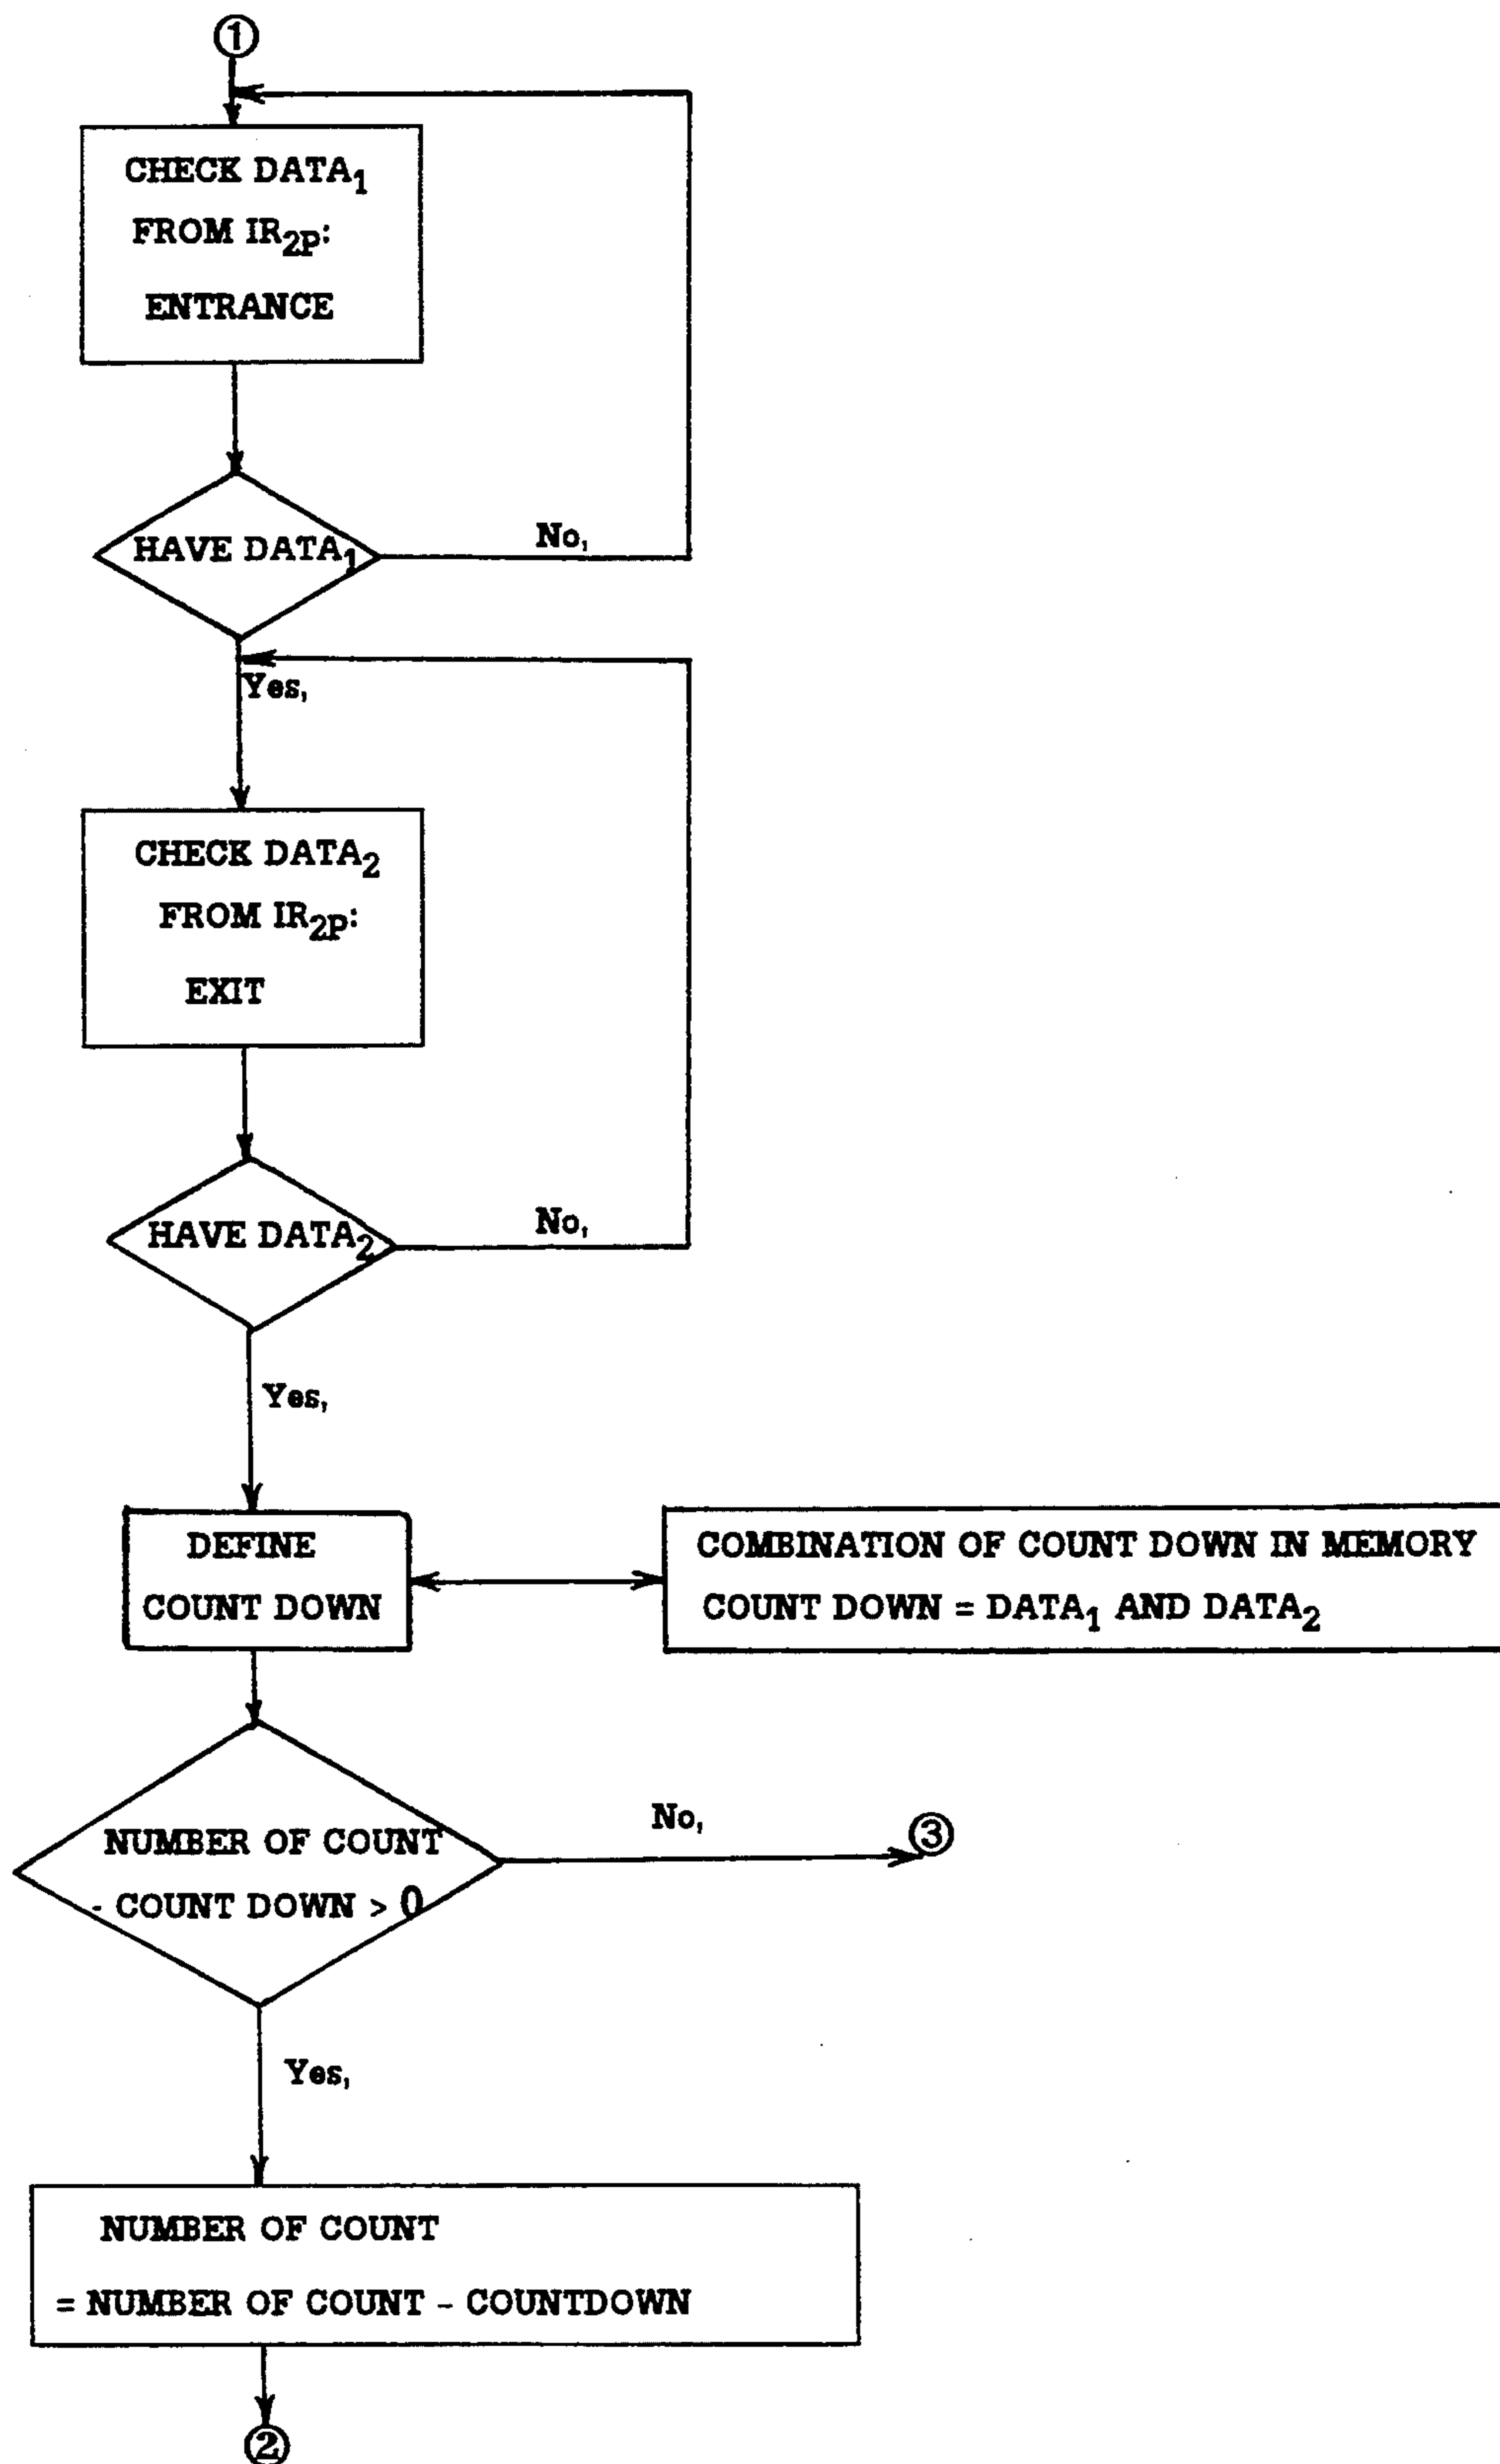 ①
CHECK DATA₁
FROM IR₂P:
ENTRANCE
HAVE DATA₁
No,
Yes,
CHECK DATA₂
FROM IR₂P:
EXIT
HAVE DATA₂
No,
Yes,
DEFINE
COUNT DOWN
COMBINATION OF COUNT DOWN IN MEMORY
COUNT DOWN = DATA₁ AND DATA₂
NUMBER OF COUNT
- COUNT DOWN > 0
No,
③
Yes,
NUMBER OF COUNT
= NUMBER OF COUNT - COUNTDOWN
②